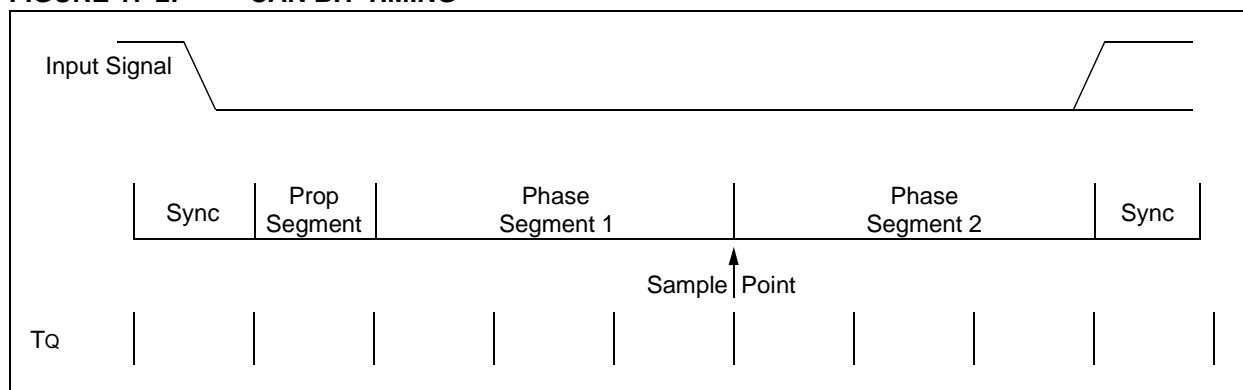 Input Signal
Sync
Prop
Segment
Phase
Segment 1
Phase
Segment 2
Sync
Sample Point
TQ